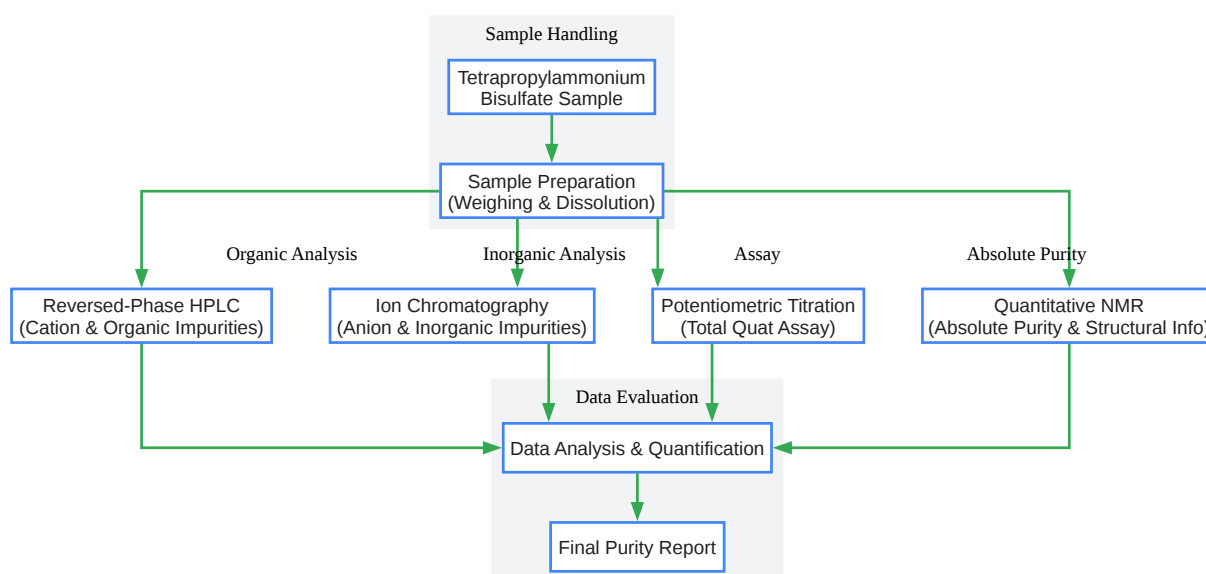 Sample Handling
Tetrapropylammonium
Bisulfate Sample
Sample Preparation
(Weighing & Dissolution)
Organic Analysis
Inorganic Analysis
Assay
Absolute Purity
Reversed-Phase HPLC
(Cation & Organic Impurities)
Ion Chromatography
(Anion & Inorganic Impurities)
Potentiometric Titration
(Total Quat Assay)
Quantitative NMR
(Absolute Purity & Structural Info)
Data Evaluation
Data Analysis & Quantification
Final Purity Report